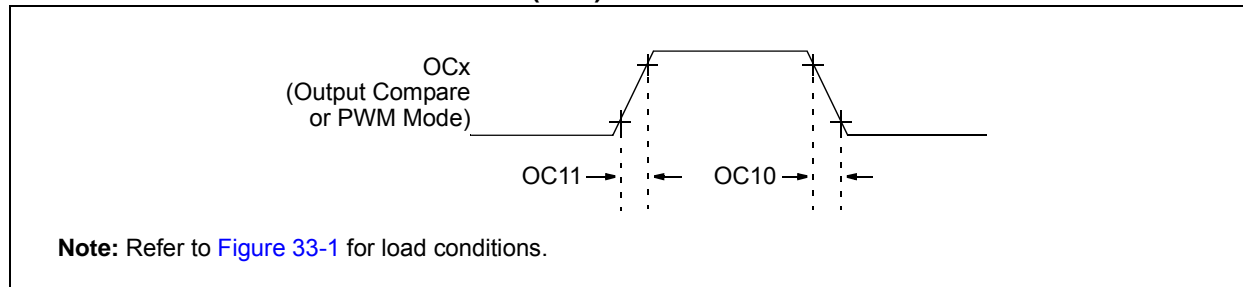 OCx
(Output Compare
or PWM Mode)
OC11
OC10
Note: Refer to Figure 33-1 for load conditions.